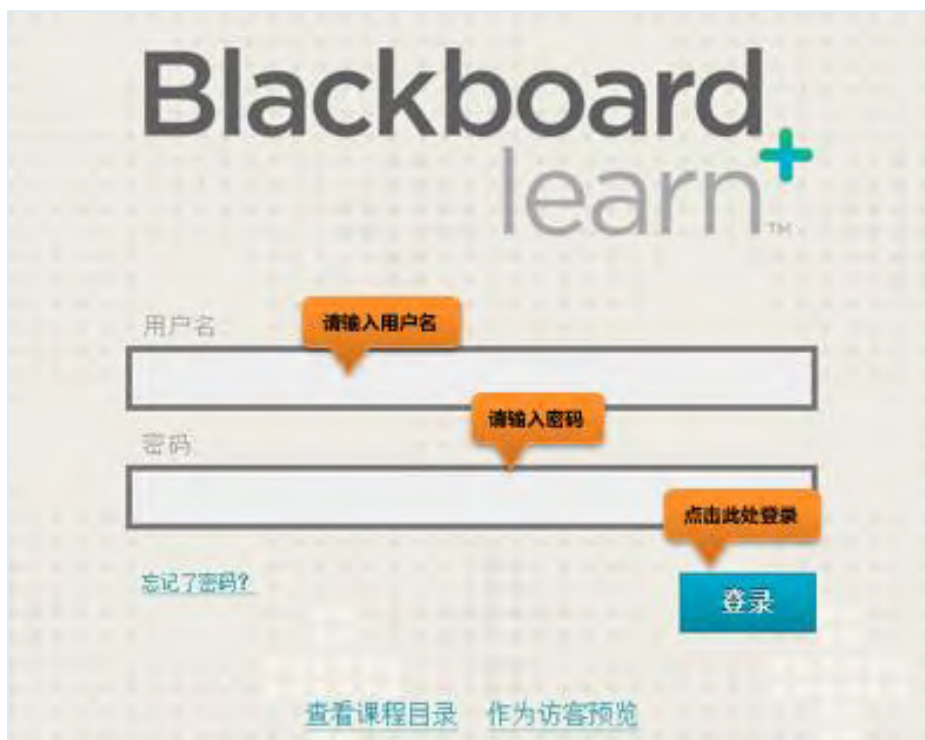 Blackboard
learn+™
用户名
请输入用户名
请输入密码
密码
点击此处登录
忘记了密码?
登录
查看课程目录 作为访客预览